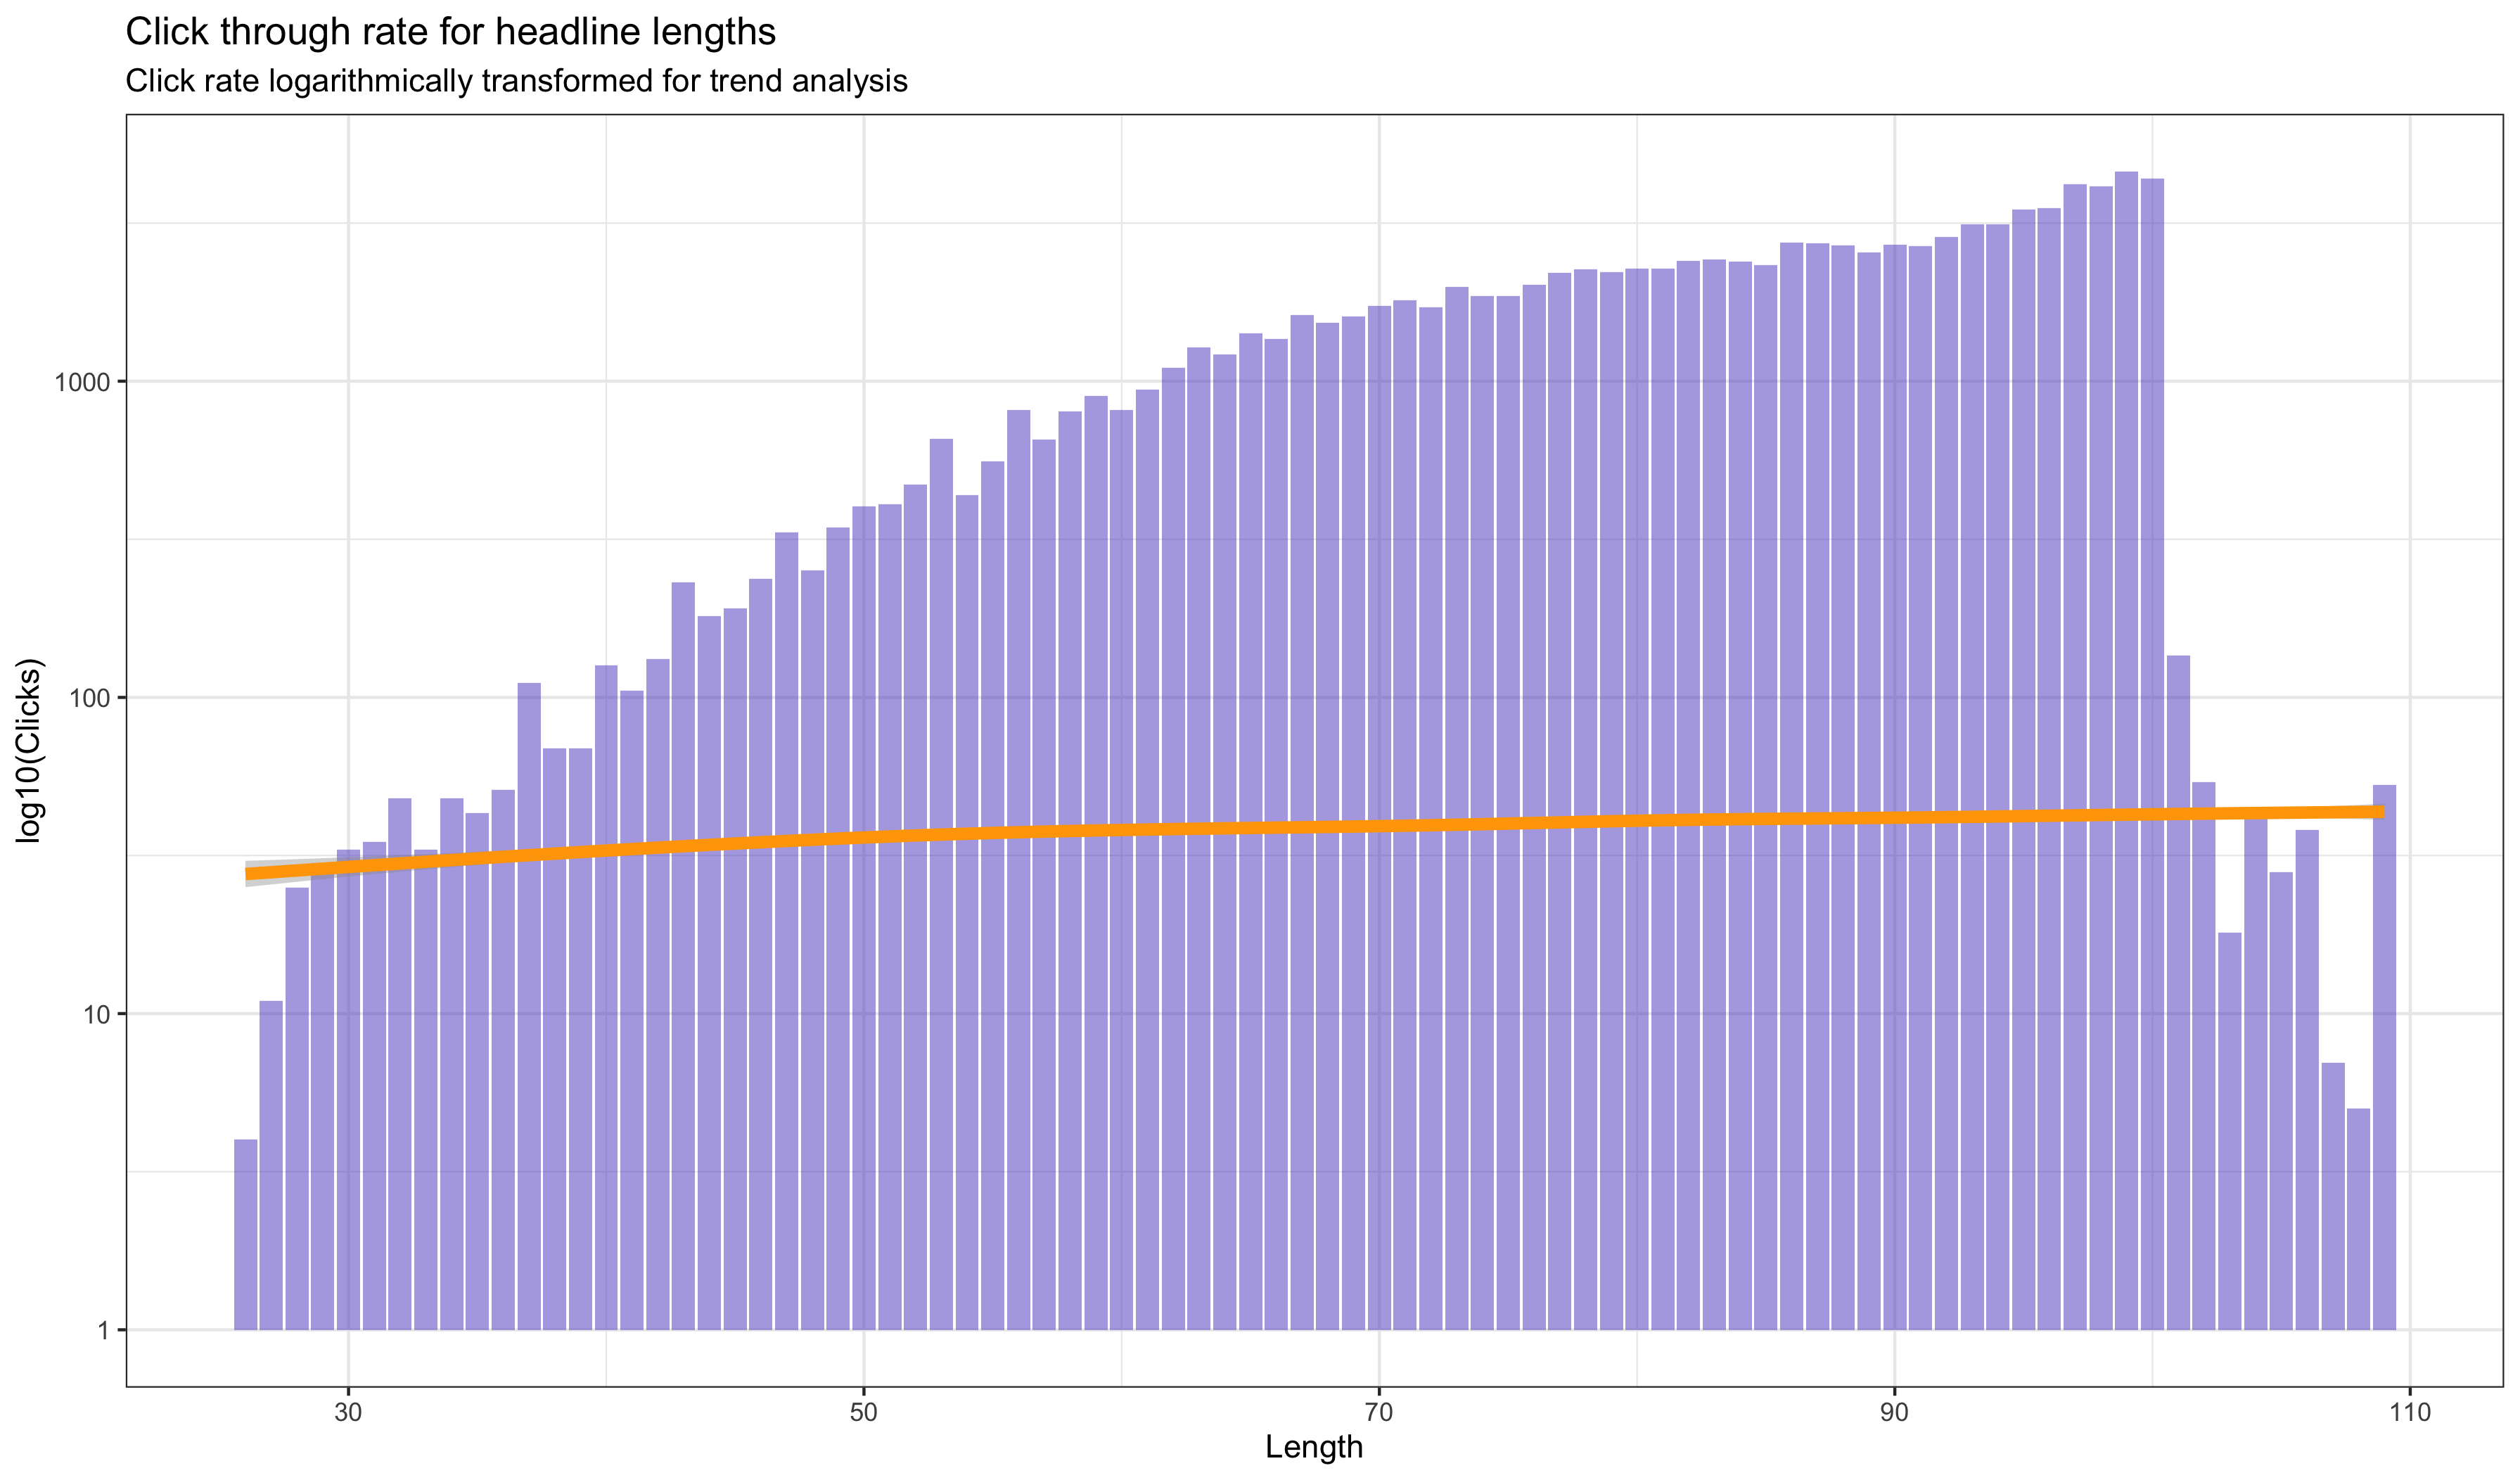 Click through rate for headline lengths
Click rate logarithmically transformed for trend analysis
log10(Clicks)
1000
100
10
1
30
50
70
90
110
Length